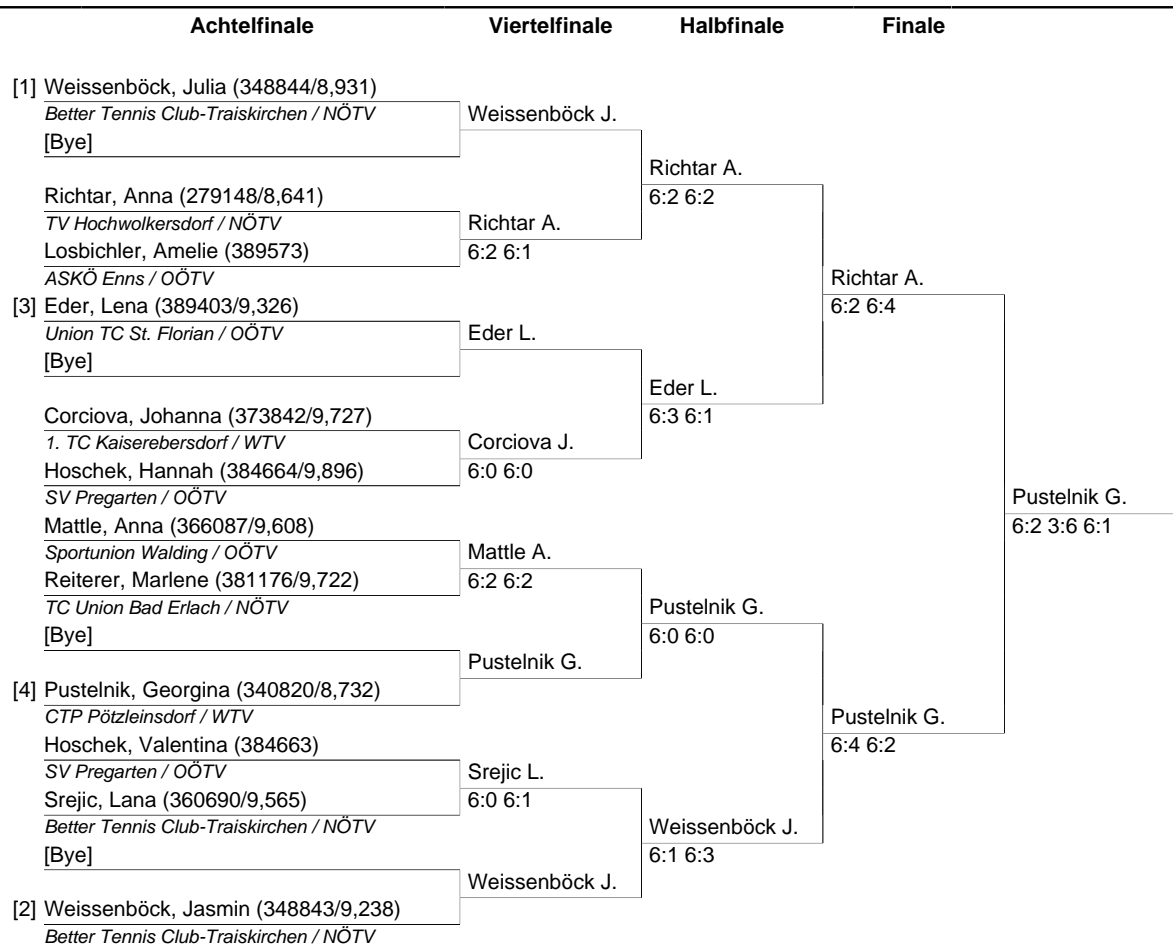 Achtelfinale Viertelfinale Halbfinale Finale
[1] Weissenböck, Julia (348844/8,931)
Better Tennis Club-Traiskirchen / NÖTV Weissenböck J.
[Bye]
Richtar A.
Richtar, Anna (279148/8,641) 6:2 6:2
TV Hochwolkersdorf / NÖTV Richtar A.
Losbichler, Amelie (389573) 6:2 6:1
ASKÖ Enns / OÖTV Richtar A.
[3] Eder, Lena (389403/9,326) 6:2 6:4
Union TC St. Florian / OÖTV Eder L.
[Bye]
Eder L.
Corciova, Johanna (373842/9,727) 6:3 6:1
1. TC Kaiserebersdorf / WTV Corciova J.
Hoschek, Hannah (384664/9,896) 6:0 6:0
SV Pregarten / OÖTV Pustelnik G.
Mattle, Anna (366087/9,608) 6:2 3:6 6:1
Sportunion Walding / OÖTV Mattle A.
Reiterer, Marlene (381176/9,722) 6:2 6:2
TC Union Bad Erlach / NÖTV Pustelnik G.
[Bye] 6:0 6:0
Pustelnik G.
[4] Pustelnik, Georgina (340820/8,732)
CTP Pötzleinsdorf / WTV Pustelnik G.
Hoschek, Valentina (384663) 6:4 6:2
SV Pregarten / OÖTV Srejic L.
Srejic, Lana (360690/9,565) 6:0 6:1
Better Tennis Club-Traiskirchen / NÖTV Weissenböck J.
[Bye] 6:1 6:3
Weissenböck J.
[2] Weissenböck, Jasmin (348843/9,238)
Better Tennis Club-Traiskirchen / NÖTV